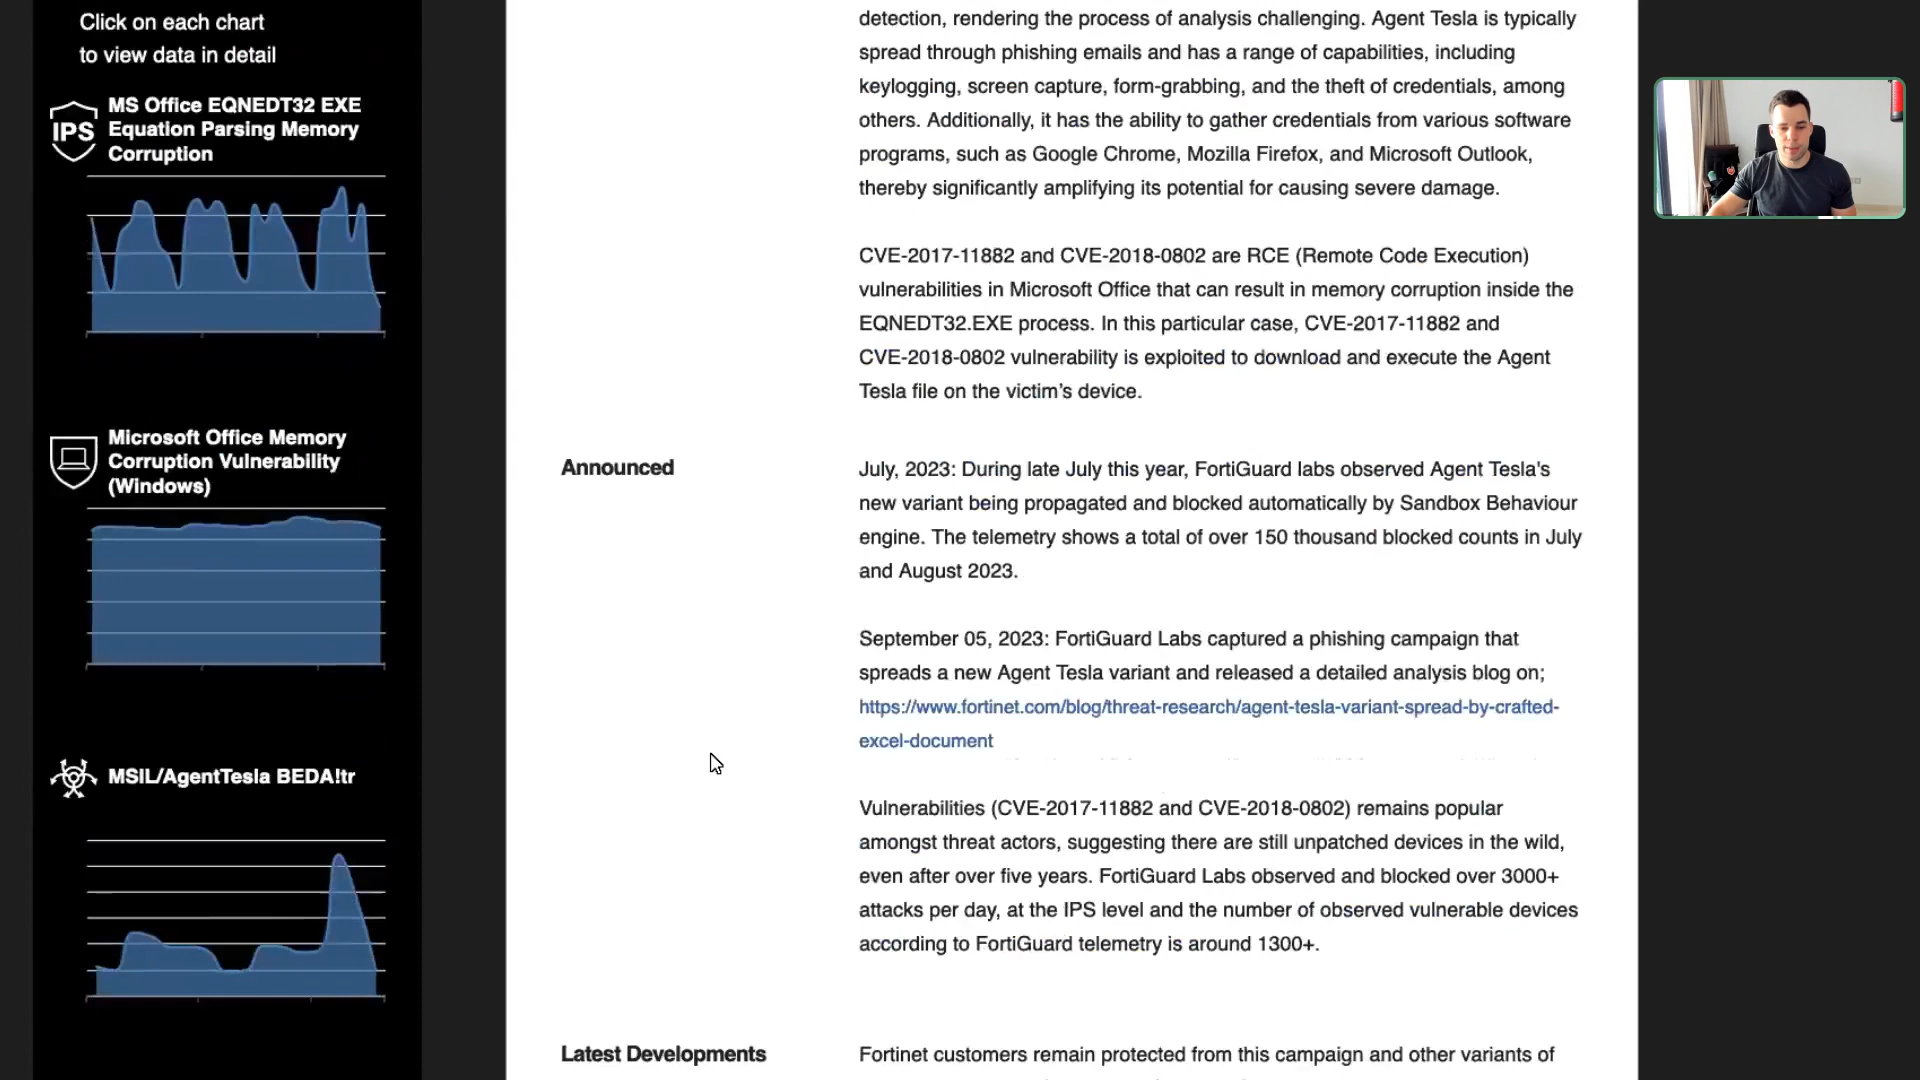 Click on each chart
to view data in detail
IPS
MS Office EQNEDT32 EXE
Equation Parsing Memory
Corruption
Microsoft Office Memory
Corruption Vulnerability
(Windows)
MSIL/AgentTesla BEDA!tr
detection, rendering the process of analysis challenging. Agent Tesla is typically
spread through phishing emails and has a range of capabilities, including
keylogging, screen capture, form-grabbing, and the theft of credentials, among
others. Additionally, it has the ability to gather credentials from various software
programs, such as Google Chrome, Mozilla Firefox, and Microsoft Outlook,
thereby significantly amplifying its potential for causing severe damage.
CVE-2017-11882 and CVE-2018-0802 are RCE (Remote Code Execution)
vulnerabilities in Microsoft Office that can result in memory corruption inside the
EQNEDT32.EXE process. In this particular case, CVE-2017-11882 and
CVE-2018-0802 vulnerability is exploited to download and execute the Agent
Tesla file on the victim’s device.
Announced
July, 2023: During late July this year, FortiGuard labs observed Agent Tesla's
new variant being propagated and blocked automatically by Sandbox Behaviour
engine. The telemetry shows a total of over 150 thousand blocked counts in July
and August 2023.
September 05, 2023: FortiGuard Labs captured a phishing campaign that
spreads a new Agent Tesla variant and released a detailed analysis blog on;
https://www.fortinet.com/blog/threat-research/agent-tesla-variant-spread-by-crafted-
excel-document
Vulnerabilities (CVE-2017-11882 and CVE-2018-0802) remains popular
amongst threat actors, suggesting there are still unpatched devices in the wild,
even after over five years. FortiGuard Labs observed and blocked over 3000+
attacks per day, at the IPS level and the number of observed vulnerable devices
according to FortiGuard telemetry is around 1300+.
Latest Developments
Fortinet customers remain protected from this campaign and other variants of